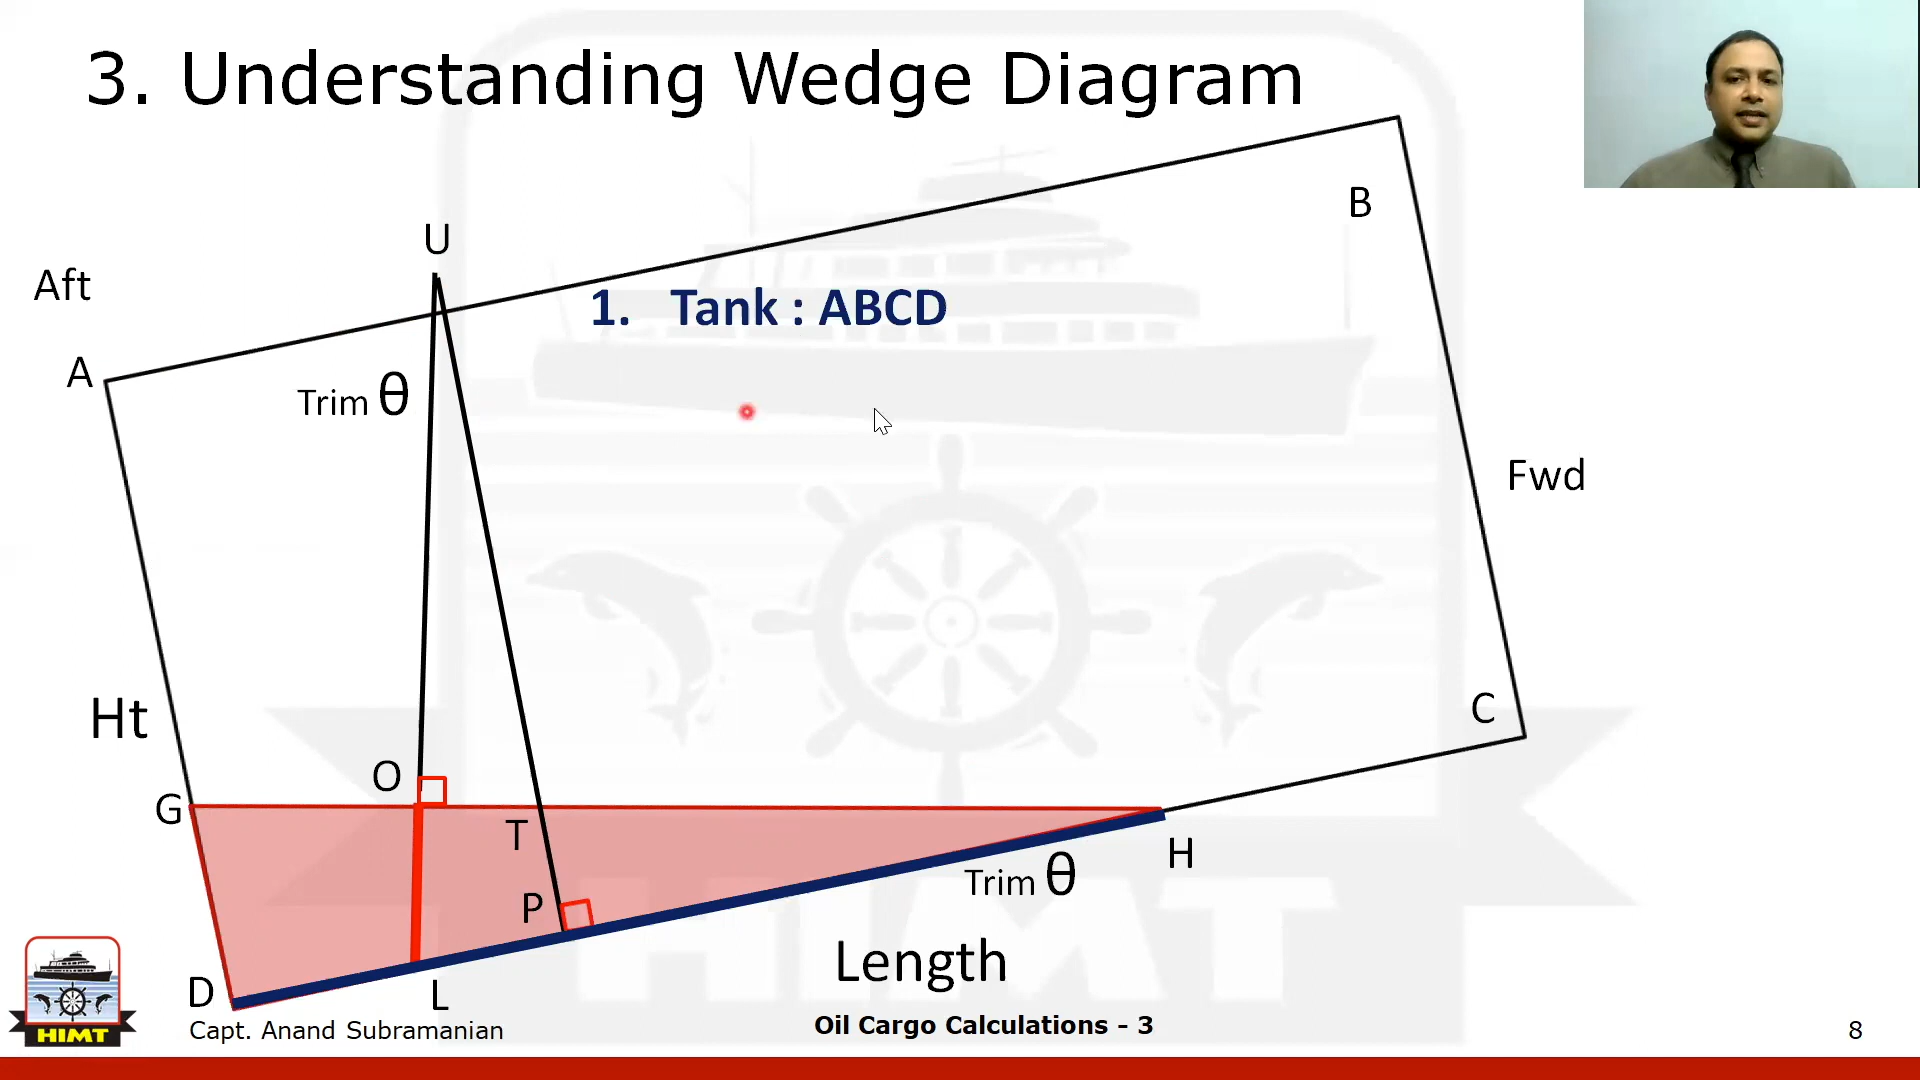 3. Understanding Wedge Diagram
B
U
Aft
1. Tank : ABCD
A
Trim θ
Fwd
C
Ht
O
G
T
H
Trim θ
P
Length
D
L
HIMT
HIMT
Capt. Anand Subramanian
Oil Cargo Calculations - 3
8